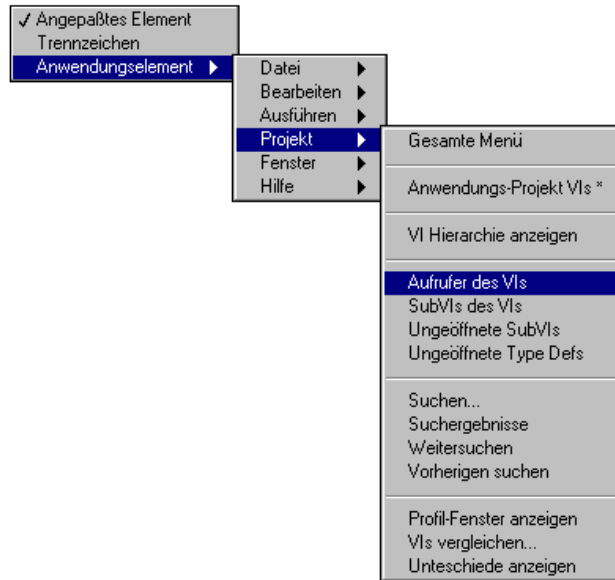 Angepaßtes Element
Trennzeichen
Anwendungselement
Datei
Bearbeiten
Ausführen
Projekt
Fenster
Hilfe
Gesamte Menü
Anwendungs-Projekt VIs *
VI Hierarchie anzeigen
Aufrufer des VIs
SubVIs des VIs
Ungeöffnete SubVIs
Ungeöffnete Type Defs
Suchen...
Suchergebnisse
Weitersuchen
Vorherigen suchen
Profil-Fenster anzeigen
VIs vergleichen...
Unteschiede anzeigen